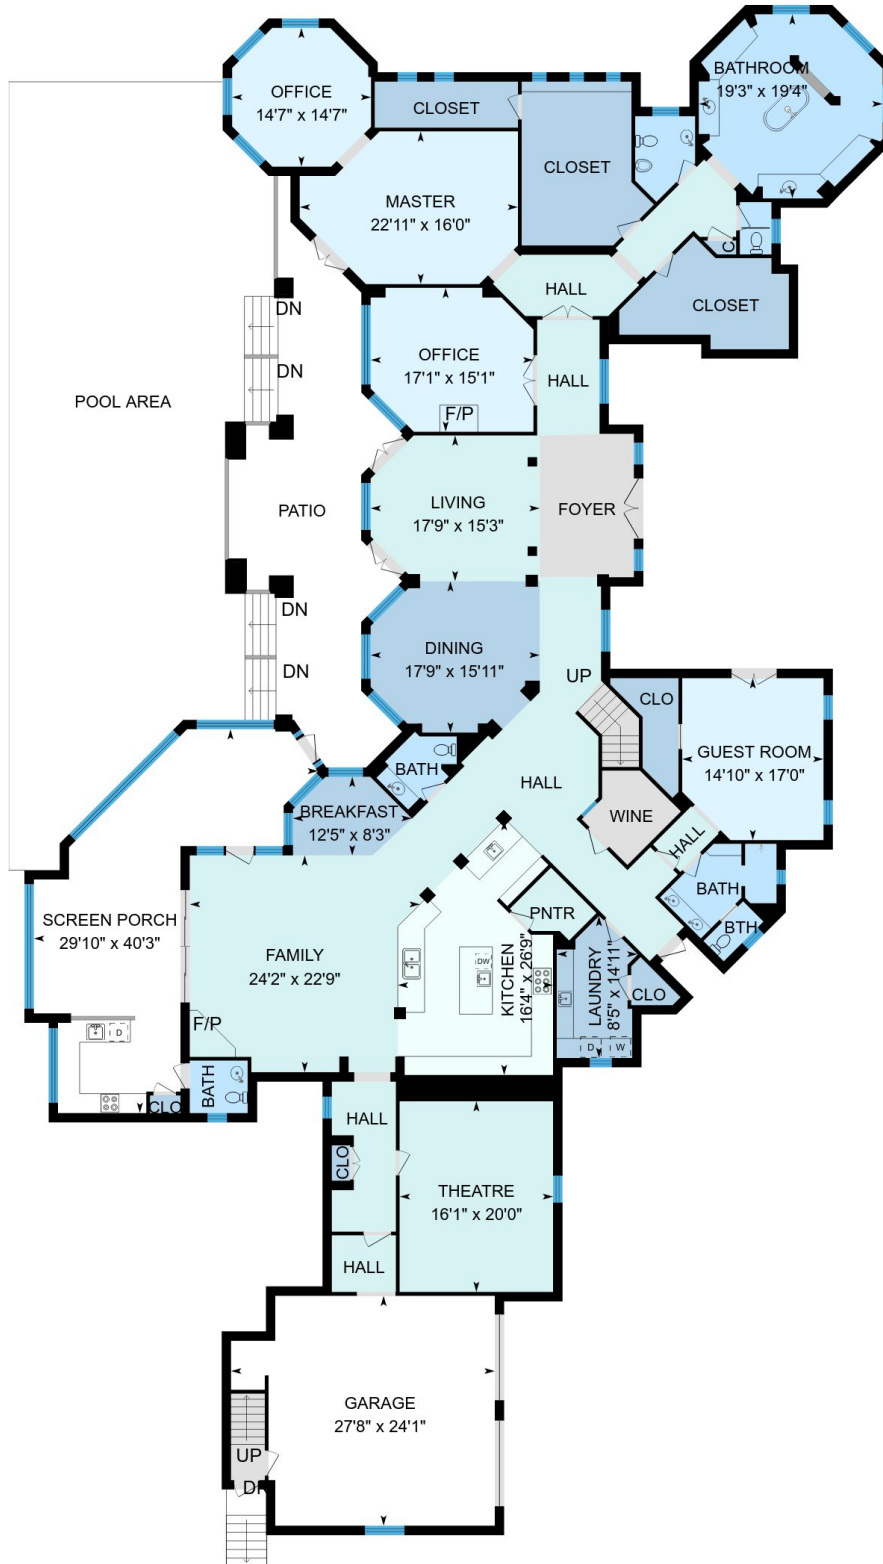 OFFICE
14'7" x 14'7"
CLOSET
BATHROOM
19'3" x 19'4"
CLOSET
MASTER
22'11" x 16'0"
C
HALL
CLOSET
DN
OFFICE
17'1" x 15'1"
DN
HALL
F/P
POOL AREA
PATIO
LIVING
17'9" x 15'3"
FOYER
DN
DINING
17'9" x 15'11"
DN
UP
CLO
GUEST ROOM
14'10" x 17'0"
BATH
HALL
BREAKFAST
12'5" x 8'3"
WINE
HALL
BATH
SCREEN PORCH
29'10" x 40'3"
PNTR
BTH
FAMILY
24'2" x 22'9"
KITCHEN
16'4" x 26'9"
DW
LAUNDRY
8'5" x 14'11"
CLO
F/P
D
D
W
BATH
CLO
HALL
CLO
THEATRE
16'1" x 20'0"
HALL
GARAGE
27'8" x 24'1"
UP